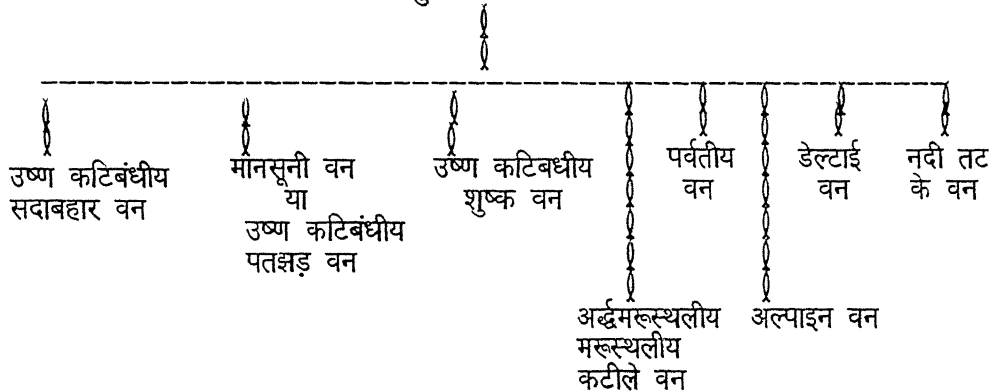 उष्ण कटिबंधीय
सदाबहार वन
मानसूनी वन
या
उष्ण कटिबंधीय
पतझड़ वन
उष्ण कटिबधीय
शुष्क वन
अर्द्धमरूस्थलीय
मरूस्थलीय
कटीले वन
पर्वतीय
वन
अल्पाइन वन
डेल्टाई
वन
नदी तट
के वन